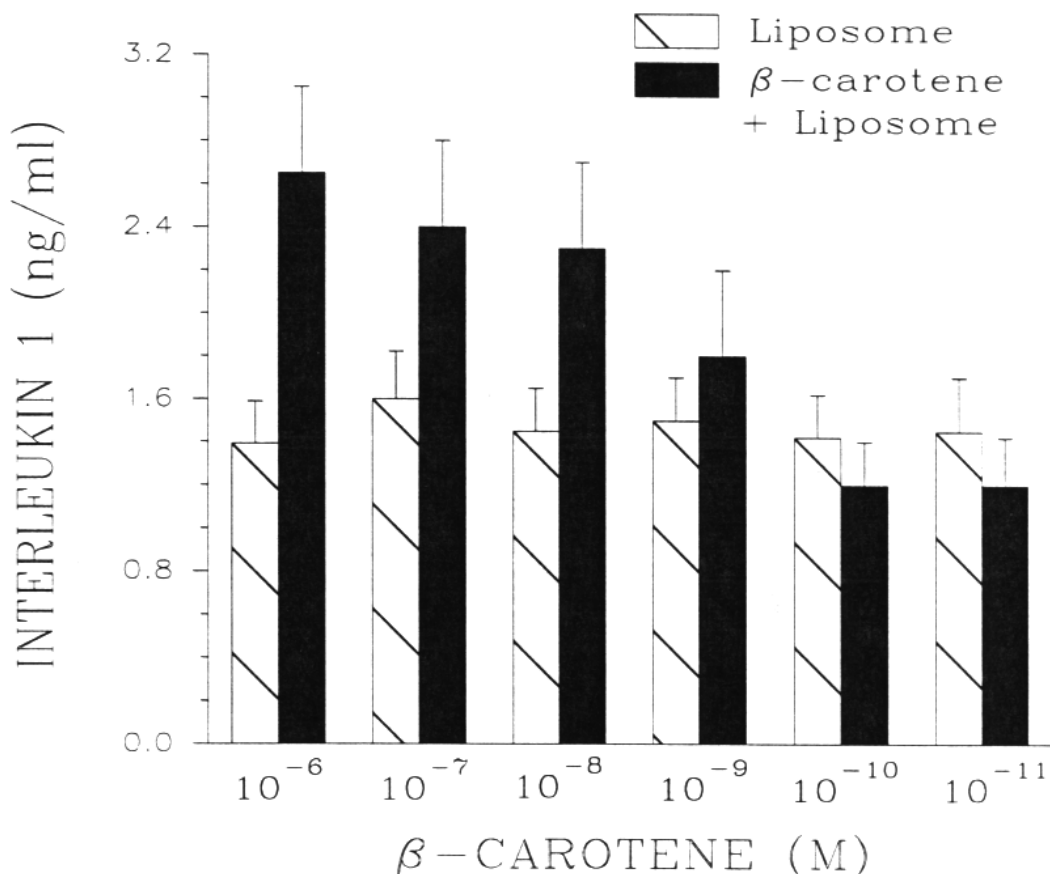 Liposome
β-carotene
+ Liposome
INTERLEUKIN 1 (ng/ml)
3.2
2.4
1.6
0.8
0.0
10⁻⁶ 10⁻⁷ 10⁻⁸ 10⁻⁹ 10⁻¹⁰ 10⁻¹¹
β-CAROTENE (M)